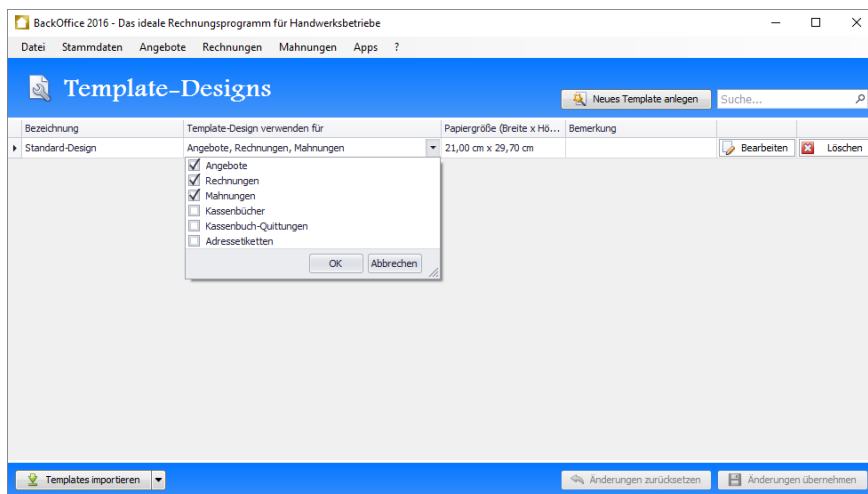 BackOffice 2016 - Das ideale Rechnungsprogramm für Handwerksbetriebe
Datei Stammdaten Angebote Rechnungen Mahnungen Apps ?
Template-Designs
Neues Template anlegen Suche...
Bezeichnung Template-Design verwenden für Papiergröße (Breite x Hö... Bemerkung
Standard-Design Angebote, Rechnungen, Mahnungen 21,00 cm x 29,70 cm Bearbeiten Löschen
Angebote
Rechnungen
Mahnungen
Kassenbücher
Kassenbuch-Quittungen
Adressetiketten
OK Abbrechen
Templates importieren Änderungen zurücksetzen Änderungen übernehmen